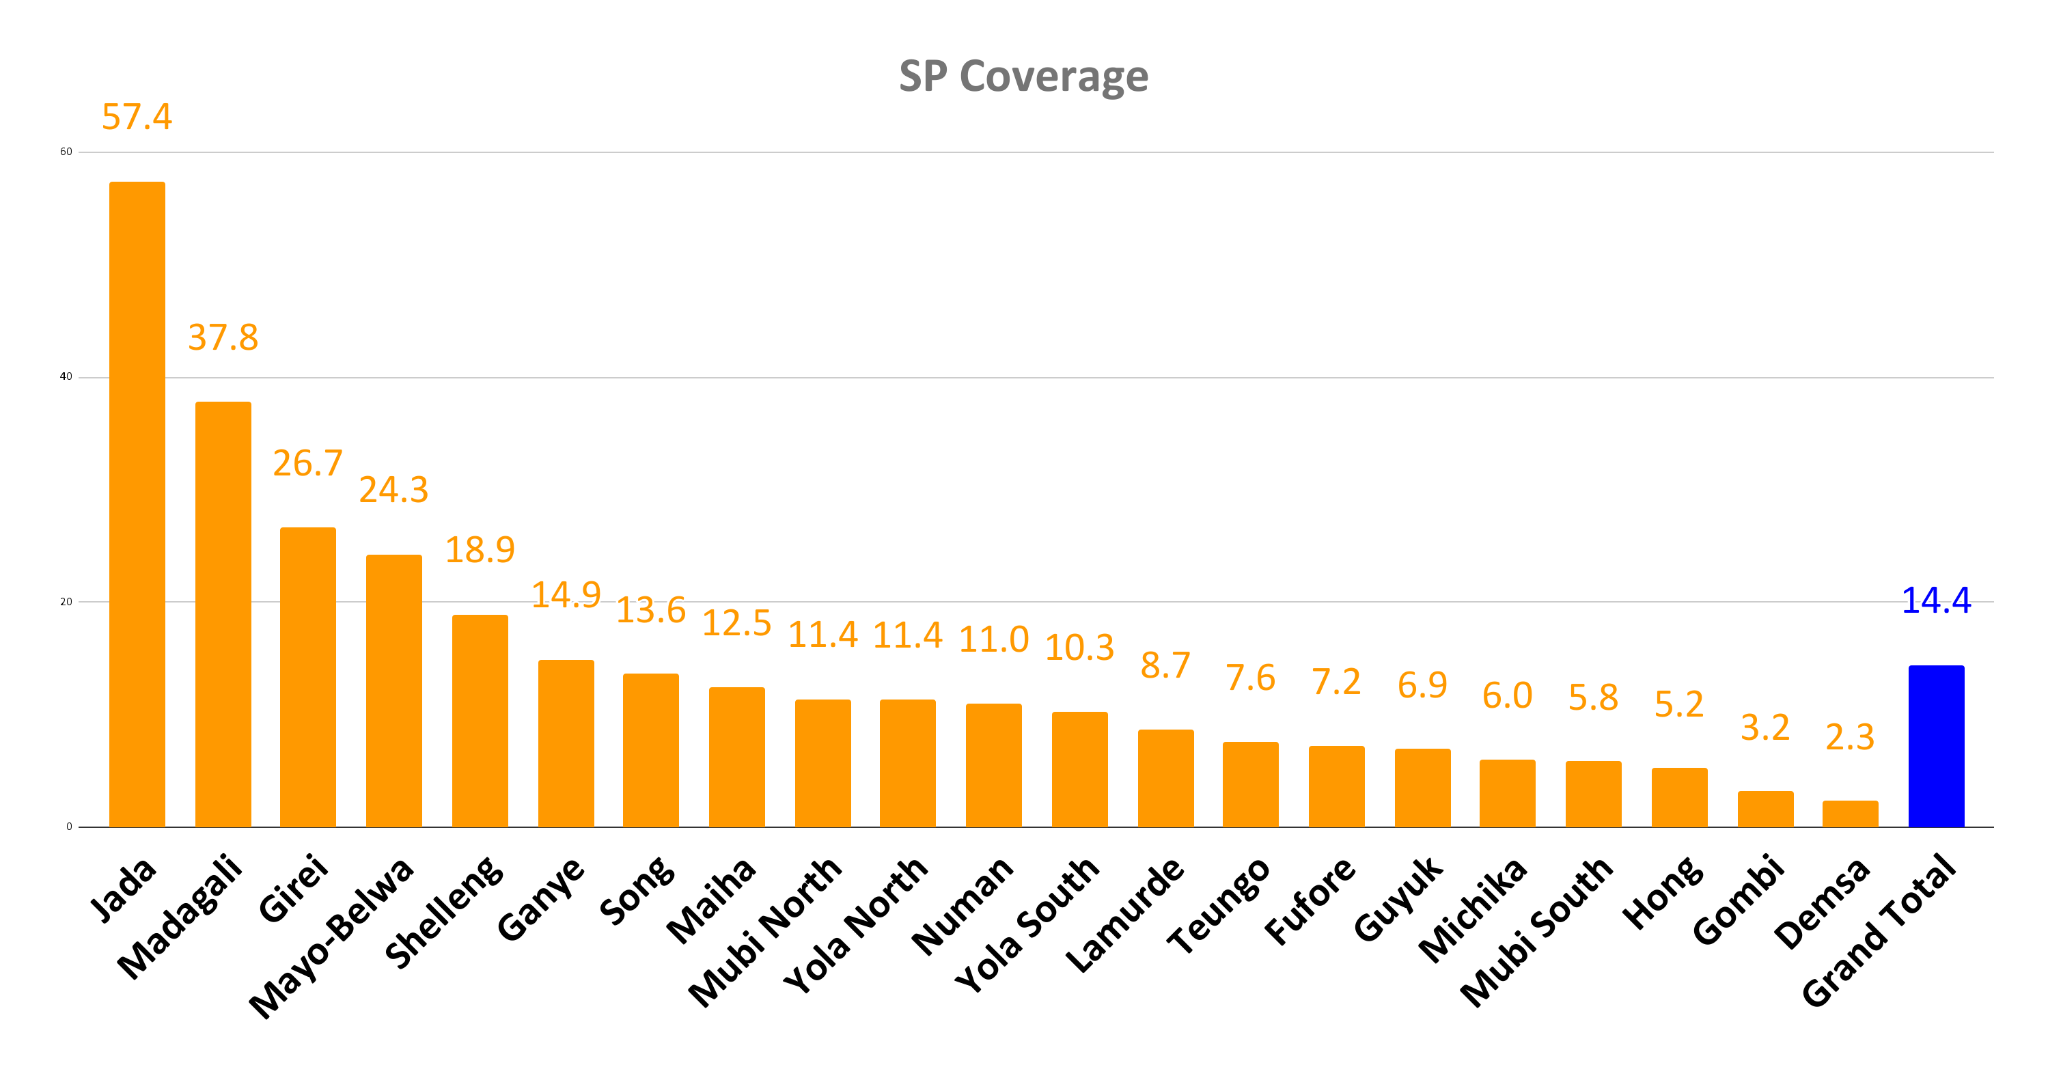 SP Coverage
57.4
60
37.8
40
26.7
24.3
18.9
14.9
13.6
12.5
11.4
11.4
11.0
10.3
8.7
7.6
7.2
6.9
6.0
5.8
5.2
3.2
2.3
14.4
20
0
Jada
Madagali
Girei
Mayo-Belwa
Shelleng
Ganye
Song
Maiha
Mubi North
Yola North
Numan
Yola South
Lamurde
Teungo
Fufore
Guyuk
Michika
Mubi South
Hong
Gombi
Demsa
Grand Total